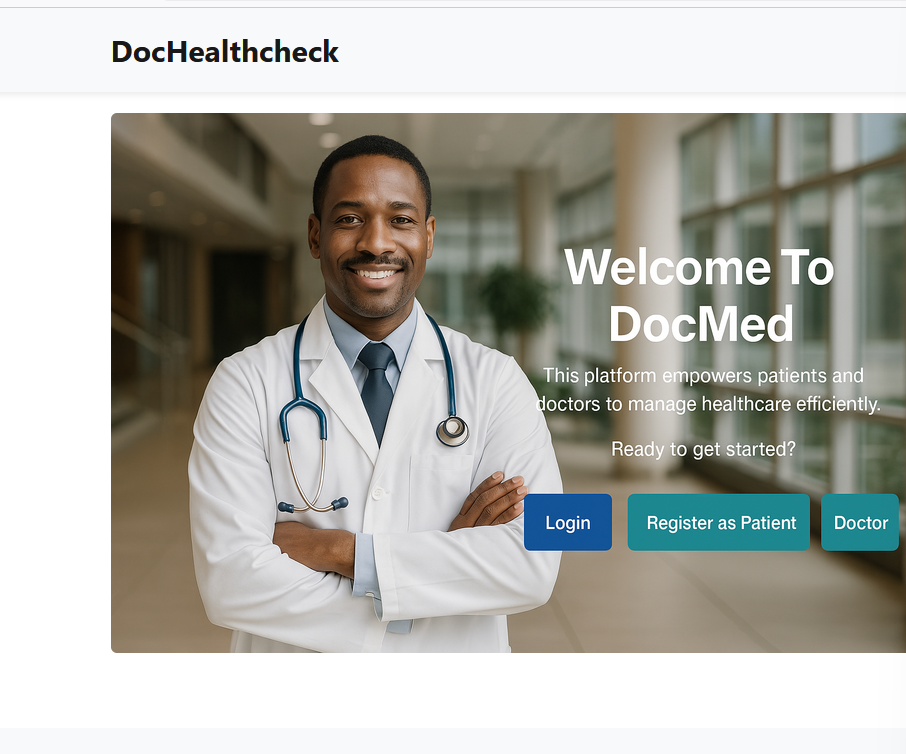 DocHealthcheck
Welcome To
DocMed
This platform empowers patients and
doctors to manage healthcare efficiently.
Ready to get started?
Login
Register as Patient
Doctor